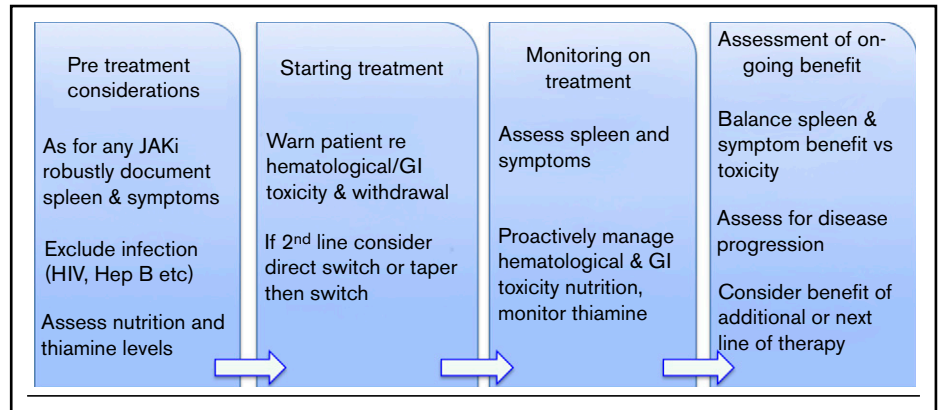 Pre treatment
considerations
As for any JAKi
robustly document
spleen & symptoms
Exclude infection
(HIV, Hep B etc)
Assess nutrition and
thiamine levels
Starting treatment
Warn patient re
hematological/GI
toxicity & withdrawal
If 2nd line consider
direct switch or taper
then switch
Monitoring on
treatment
Assess spleen and
symptoms
Proactively manage
hematological & GI
toxicity nutrition,
monitor thiamine
Assessment of on-
going benefit
Balance spleen &
symptom benefit vs
toxicity
Assess for disease
progression
Consider benefit of
additional or next
line of therapy